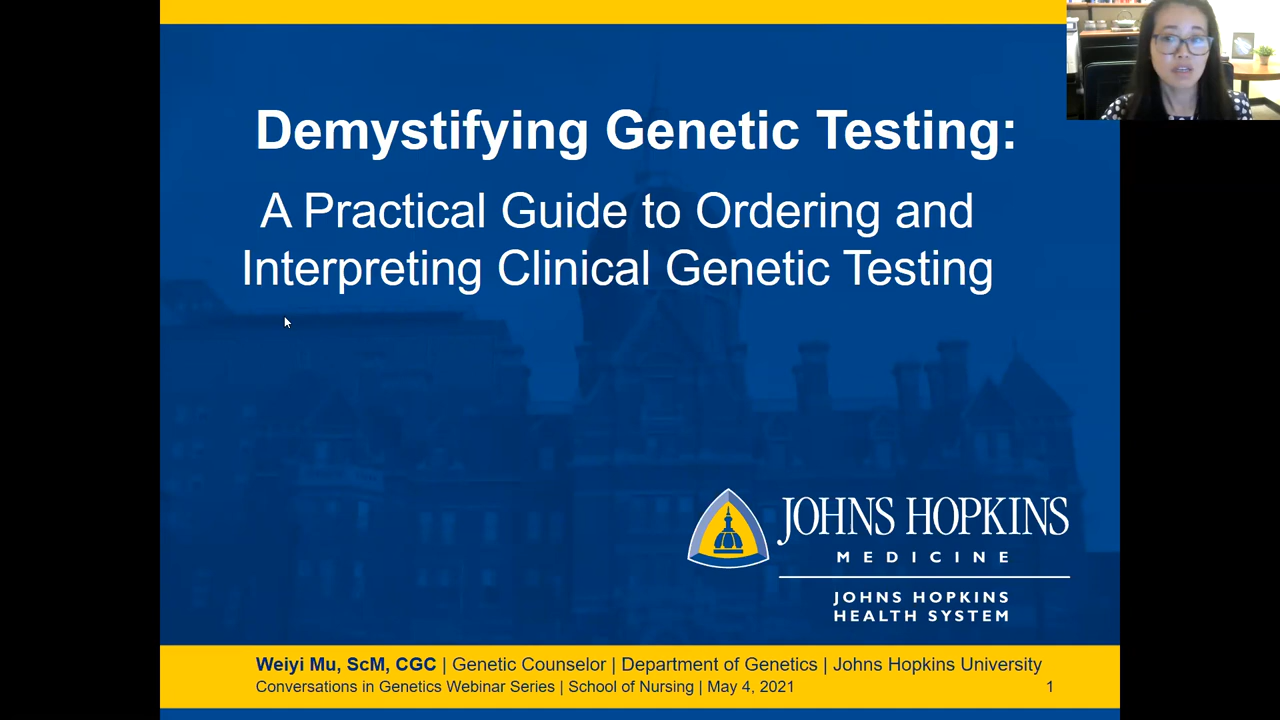 Demystifying Genetic Testing:
A Practical Guide to Ordering and
Interpreting Clinical Genetic Testing
JOHNS HOPKINS
MEDICINE
JOHNS HOPKINS
HEALTH SYSTEM
Weiyi Mu, ScM, CGC | Genetic Counselor | Department of Genetics | Johns Hopkins University
Conversations in Genetics Webinar Series | School of Nursing | May 4, 2021
1